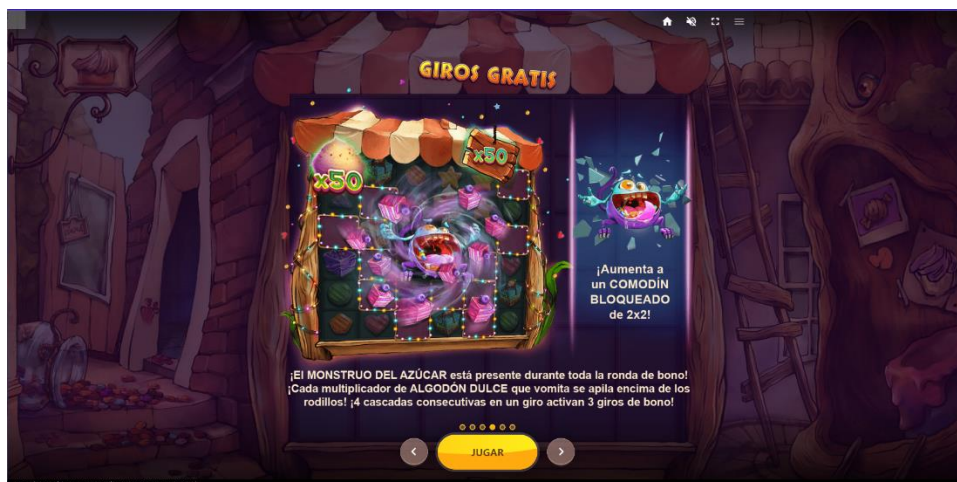 GIROS GRATIS
x50
x50
¡Aumenta a
un COMODÍN
BLOQUEADO
de 2x2!
¡El MONSTRUO DEL AZÚCAR está presente durante toda la ronda de bono!
¡Cada multiplicador de ALGODÓN DULCE que vomita se apila encima de los
rodillos! ¡4 cascadas consecutivas en un giro activan 3 giros de bono!
JUGAR